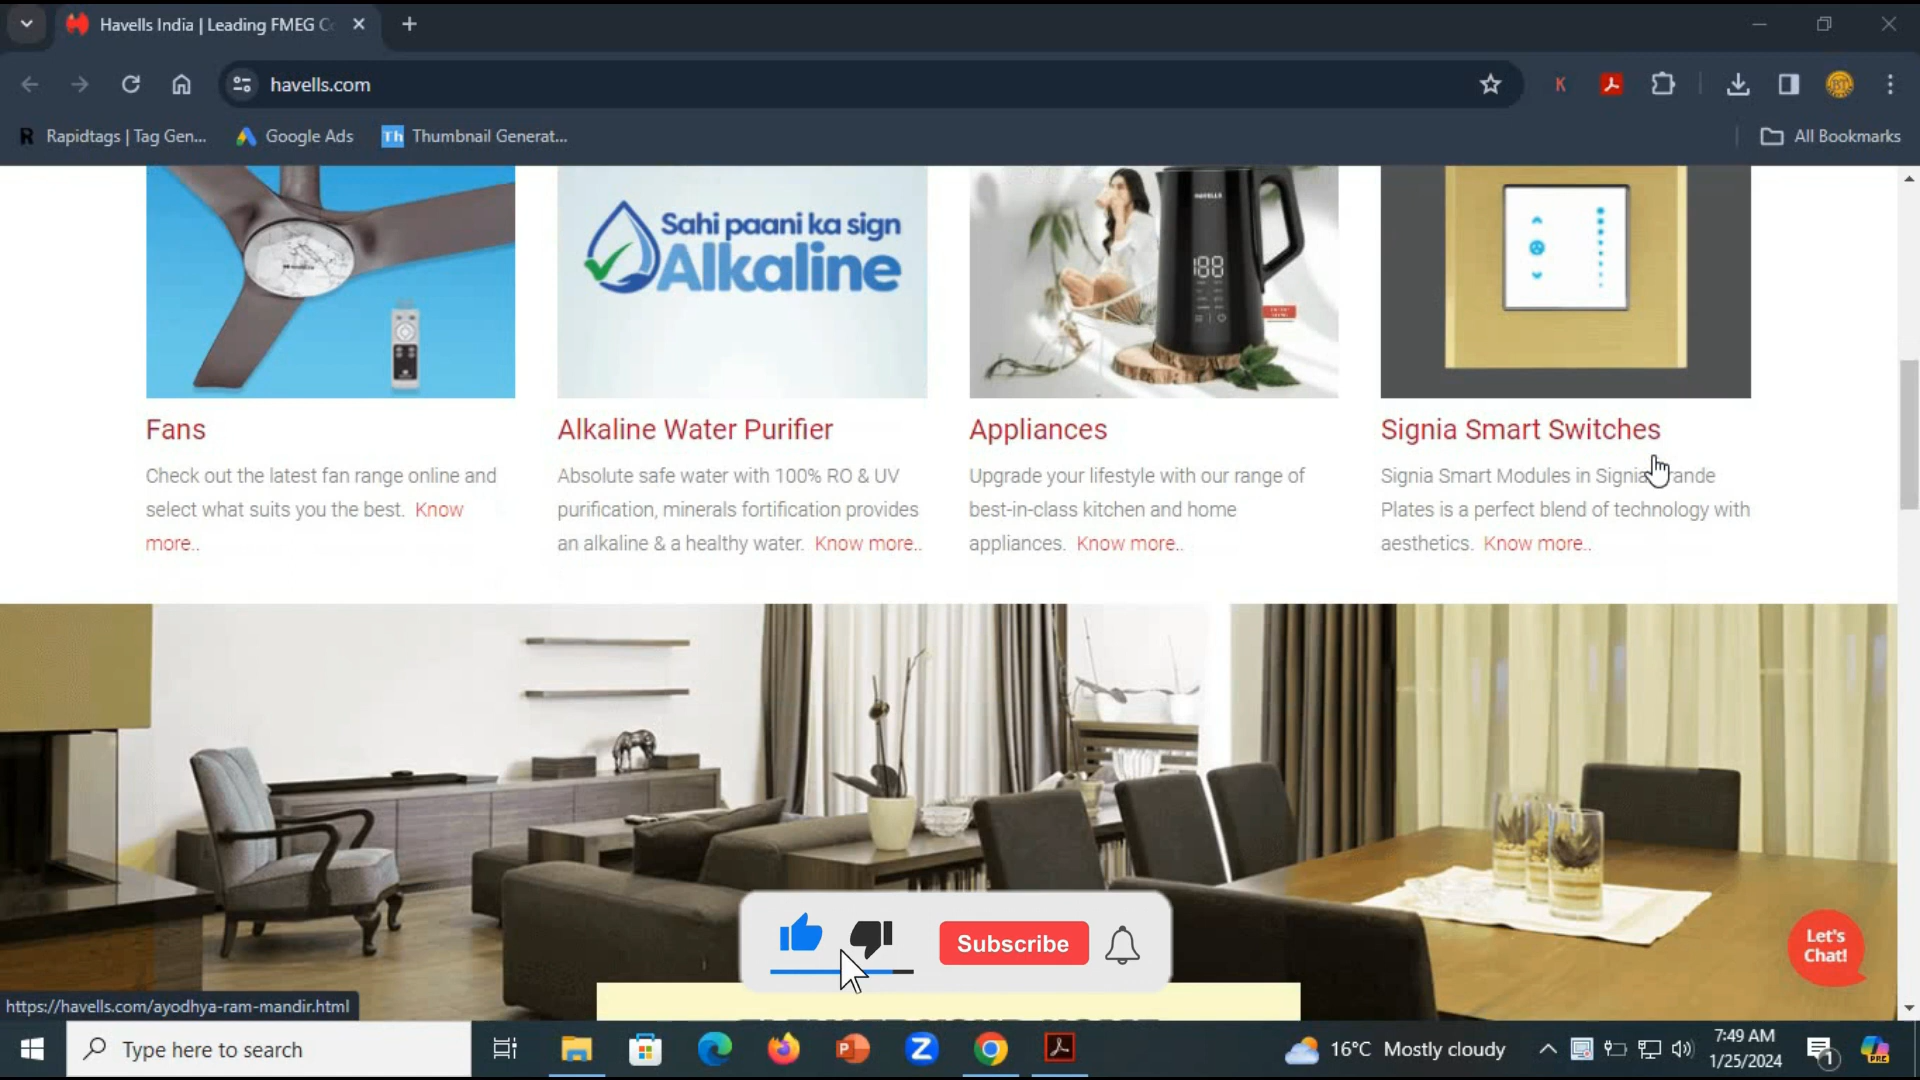 Havells India | Leading FMEG C
havells.com
K
R Rapidtags | Tag Gen...
Google Ads
Th Thumbnail Generat...
All Bookmarks
Sahi paani ka sign
Alkaline
HAVELLS
188
Fans
Check out the latest fan range online and
select what suits you the best. Know
more..
Alkaline Water Purifier
Absolute safe water with 100% RO & UV
purification, minerals fortification provides
an alkaline & a healthy water. Know more..
Appliances
Upgrade your lifestyle with our range of
best-in-class kitchen and home
appliances. Know more..
Signia Smart Switches
Signia Smart Modules in Signia ande
Plates is a perfect blend of technology with
aesthetics. Know more..
Subscribe
Let's
Chat!
https://havells.com/ayodhya-ram-mandir.html
Type here to search
16°C Mostly cloudy
7:49 AM
1/25/2024
1
PRE